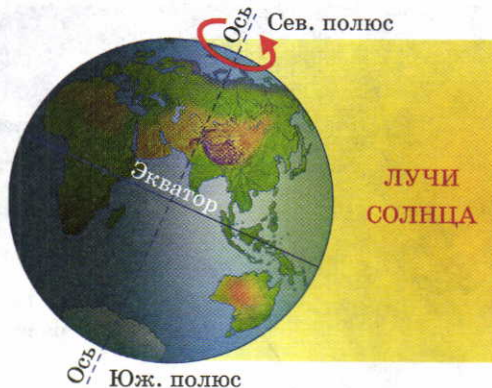 Ось
Сев. полюс
Экватор
ЛУЧИ
СОЛНЦА
Ось
Юж. полюс